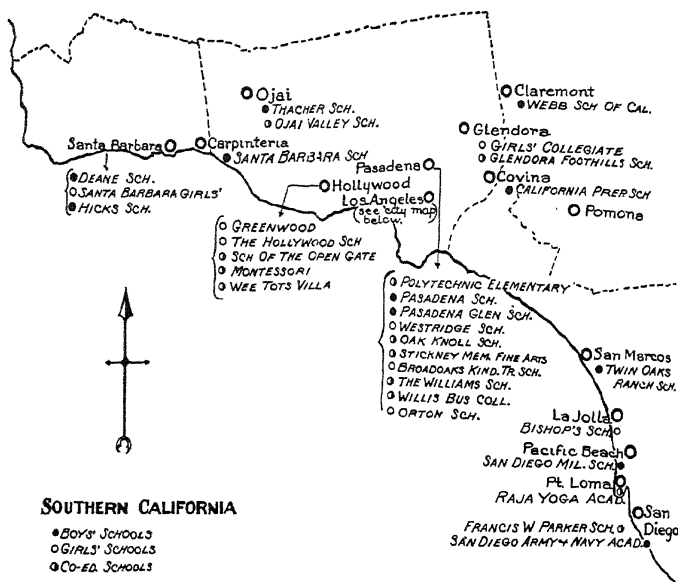 Ojai
THACHER SCH.
OJAI VALLEY SCH.
Claremont
WEBB SCH OF CAL.
Glendora
GIRLS' COLLEGIATE
GLENDORA FOOTHILLS SCH.
Santa Barbara
Carpinteria
SANTA BARBARA SCH
Pasadena
Covina
CALIFORNIA PREP SCH
DEANE SCH.
SANTA BARBARA GIRLS'
HICKS SCH.
Hollywood
Los Angeles
(see city map
below.)
Pomona
GREENWOOD
THE HOLLYWOOD SCH
SCH OF THE OPEN GATE
MONTESSORI
WEE TOTS VILLA
POLYTECHNIC ELEMENTARY
PASADENA SCH.
PASADENA GLEN SCH.
WESTRIDGE SCH.
OAK KNOLL SCH.
STICKNEY MEM. FINE ARTS
BROADOAKS KIND. TR. SCH.
THE WILLIAMS SCH.
WILLIS BUS COLL.
ORTON SCH.
San Marcos
TWIN OAKS
RANCH SCH.
La Jolla
BISHOP'S SCH.
Pacific Beach
SAN DIEGO MIL. SCH.
Pt. Loma
RAJA YOGA ACAD.
San
Diego
FRANCIS W PARKER SCH.
SAN DIEGO ARMY & NAVY ACAD.
SOUTHERN CALIFORNIA
BOYS' SCHOOLS
GIRLS' SCHOOLS
CO-ED. SCHOOLS